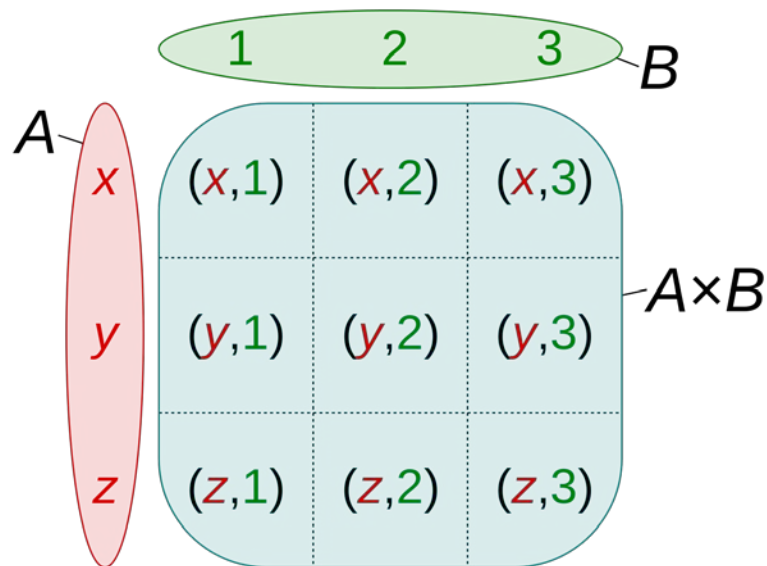 1 2 3
B
A
x (x,1) (x,2) (x,3)
A×B
y (y,1) (y,2) (y,3)
z (z,1) (z,2) (z,3)